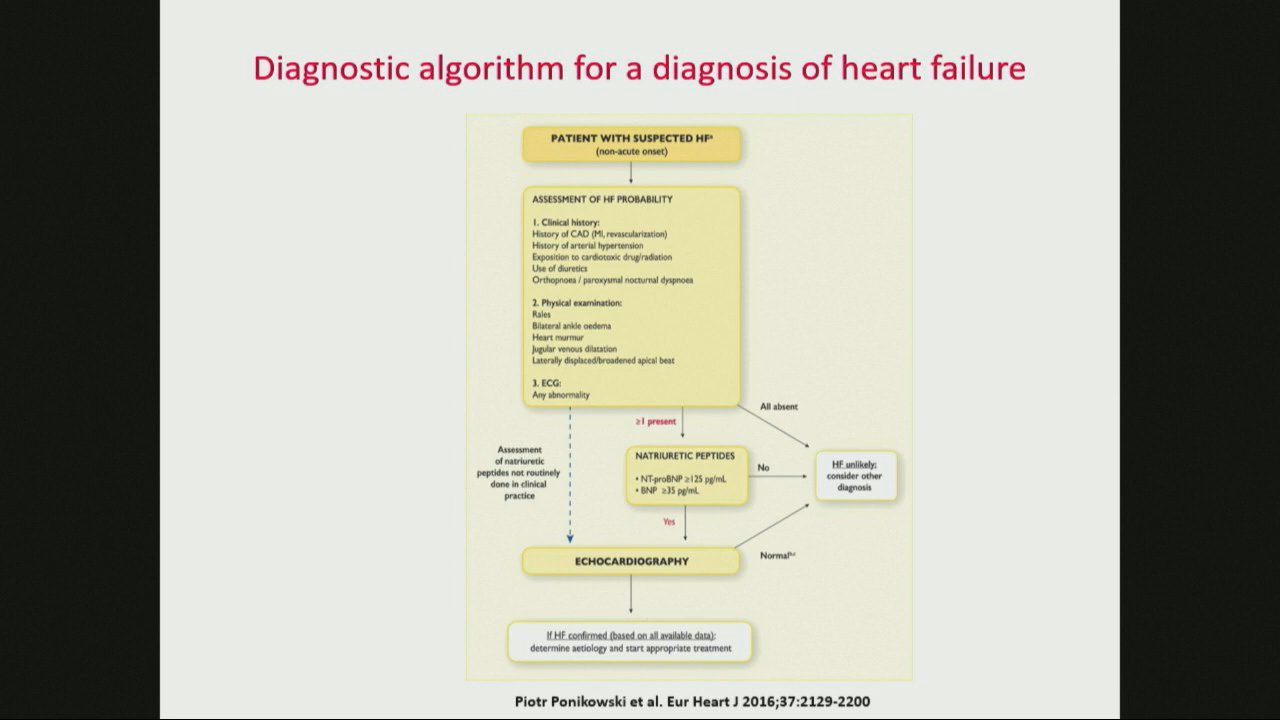 Diagnostic algorithm for a diagnosis of heart failure
PATIENT WITH SUSPECTED HFᵃ
(non-acute onset)
ASSESSMENT OF HF PROBABILITY
1. Clinical history:
History of CAD (MI, revascularization)
History of arterial hypertension
Exposition to cardiotoxic drug/radiation
Use of diuretics
Orthopnoea / paroxysmal nocturnal dyspnoea
2. Physical examination:
Rales
Bilateral ankle oedema
Heart murmur
Jugular venous dilatation
Laterally displaced/broadened apical beat
3. ECG:
Any abnormality
All absent
≥1 present
Assessment
of natriuretic
peptides not routinely
done in clinical
practice
NATRIURETIC PEPTIDES
• NT-proBNP ≥125 pg/mL
• BNP ≥35 pg/mL
No
HF unlikely:
consider other
diagnosis
Yes
ECHOCARDIOGRAPHY
Normalᵇ,ᶜ
If HF confirmed (based on all available data):
determine aetiology and start appropriate treatment
Piotr Ponikowski et al. Eur Heart J 2016;37:2129-2200